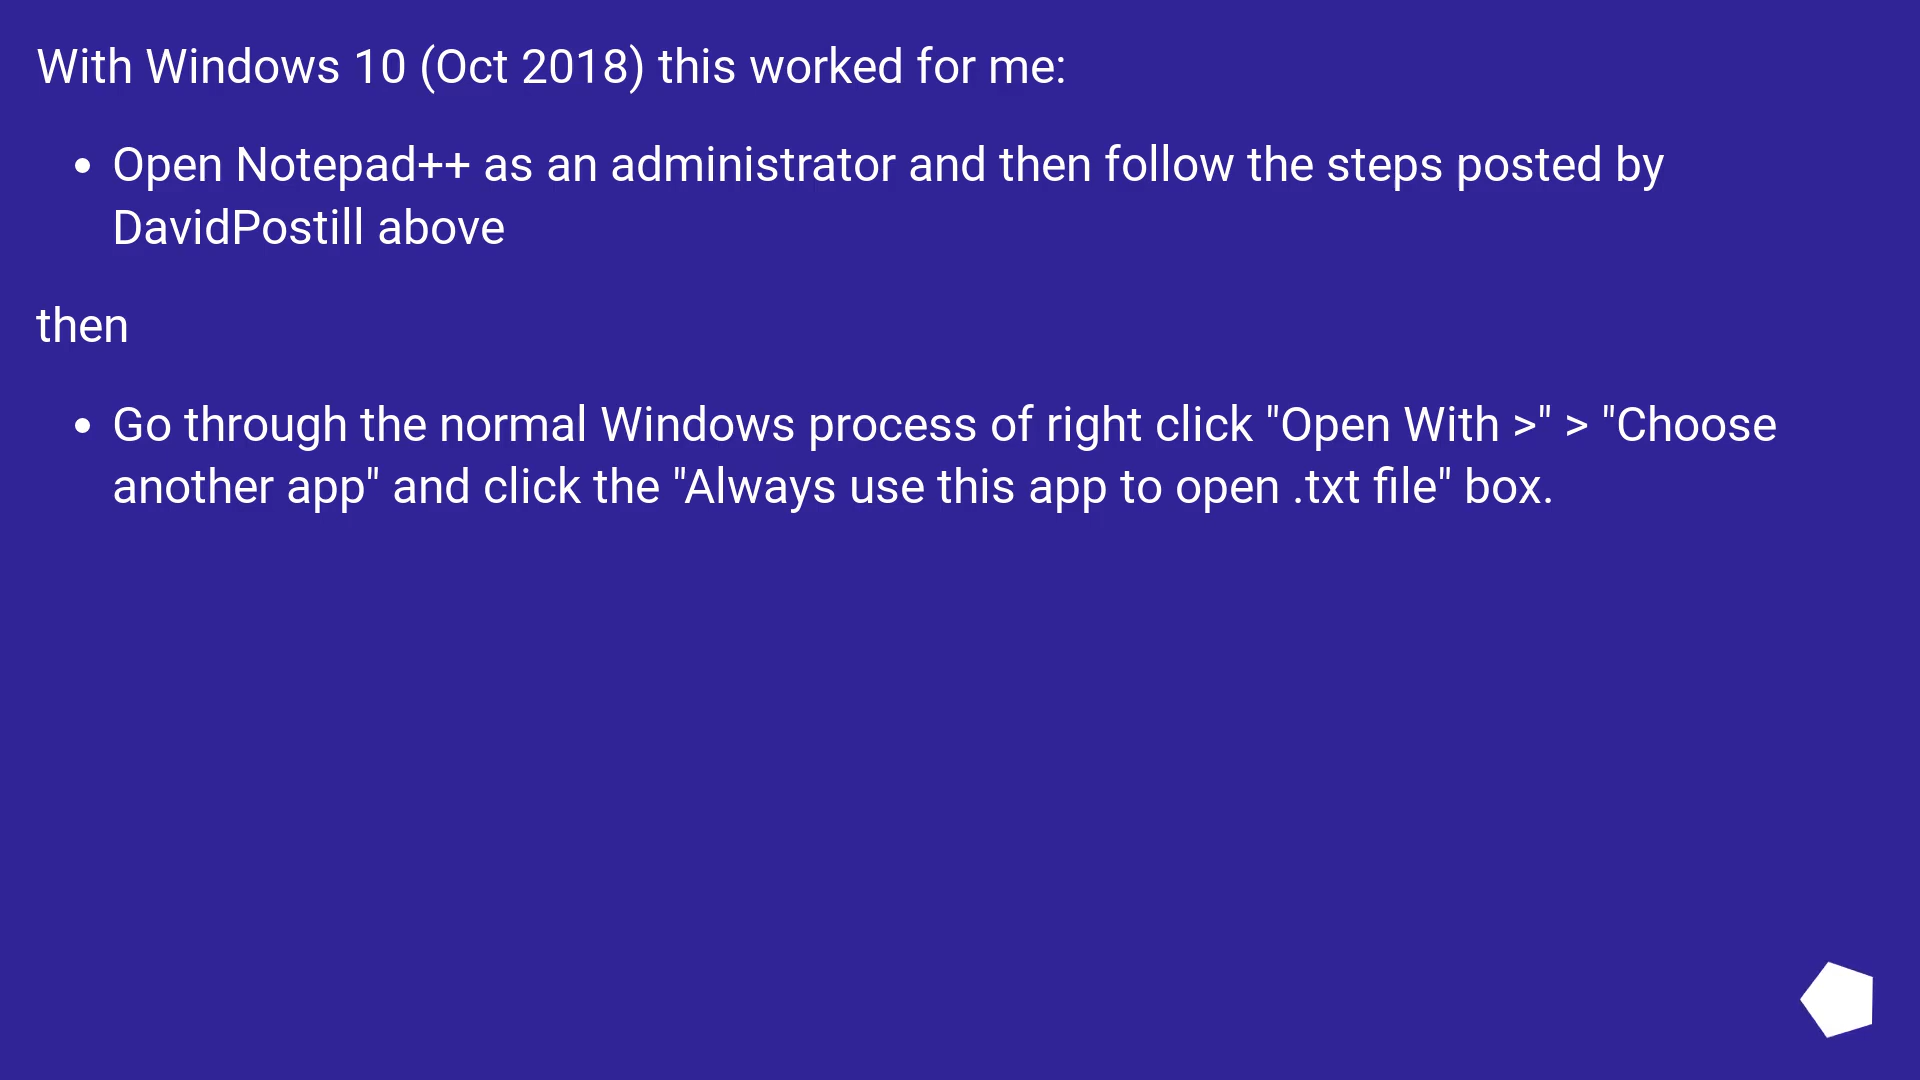 With Windows 10 (Oct 2018) this worked for me:
• Open Notepad++ as an administrator and then follow the steps posted by
DavidPostill above
then
• Go through the normal Windows process of right click "Open With >" > "Choose
another app" and click the "Always use this app to open .txt file" box.